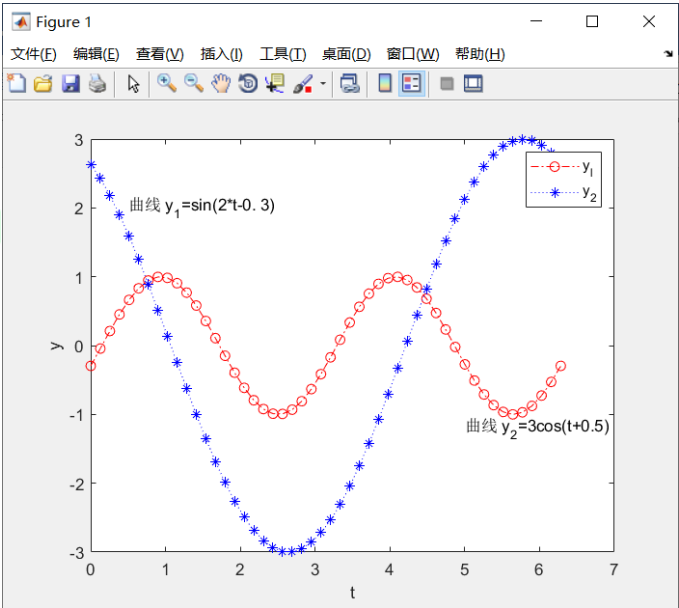 Figure 1
文件(F) 编辑(E) 查看(V) 插入(I) 工具(T) 桌面(D) 窗口(W) 帮助(H)
3
2
1
0
-1
-2
-3
y
曲线 y1=sin(2*t-0. 3)
yl
y2
曲线 y2=3cos(t+0.5)
0 1 2 3 4 5 6 7
t